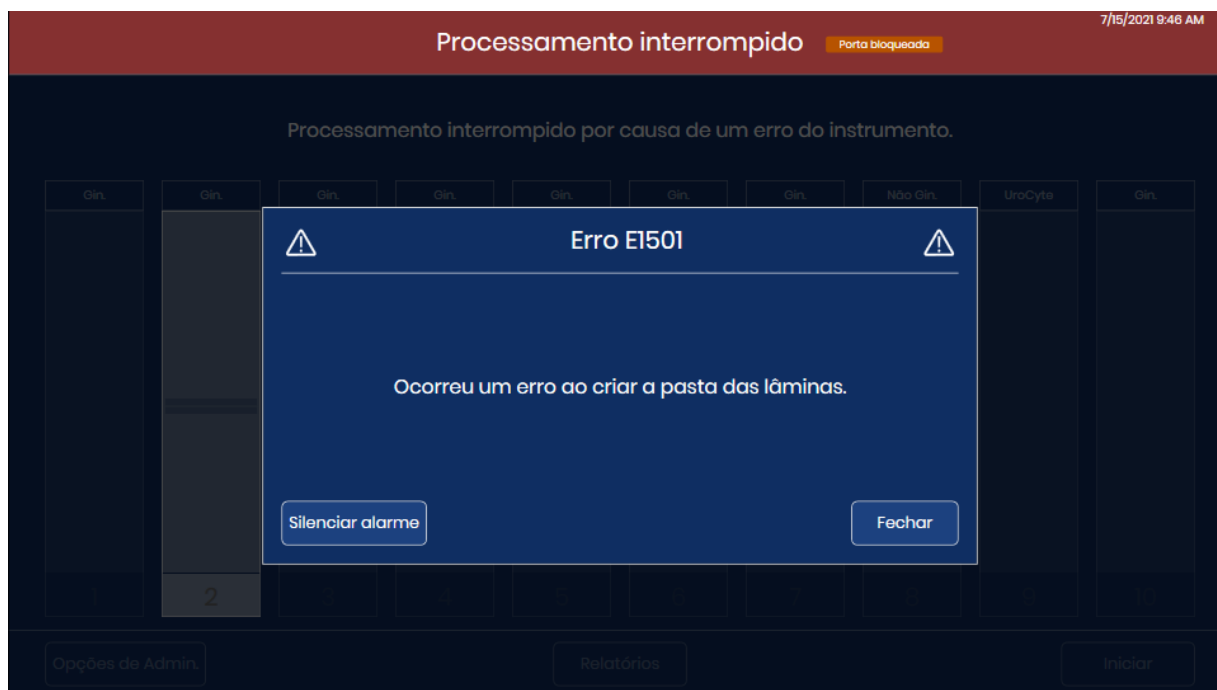 7/15/2021 9:46 AM
Processamento interrompido
Porta bloqueada
Processamento interrompido por causa de um erro do instrumento.
Gin. Gin. Gin. Gin. Gin. Gin. Gin. Não Gin. UroCyte Gin.
Erro E1501
Ocorreu um erro ao criar a pasta das lâminas.
Silenciar alarme Fechar
1 2 3 4 5 6 7 8 9 10
Opções de Admin. Relatórios Iniciar